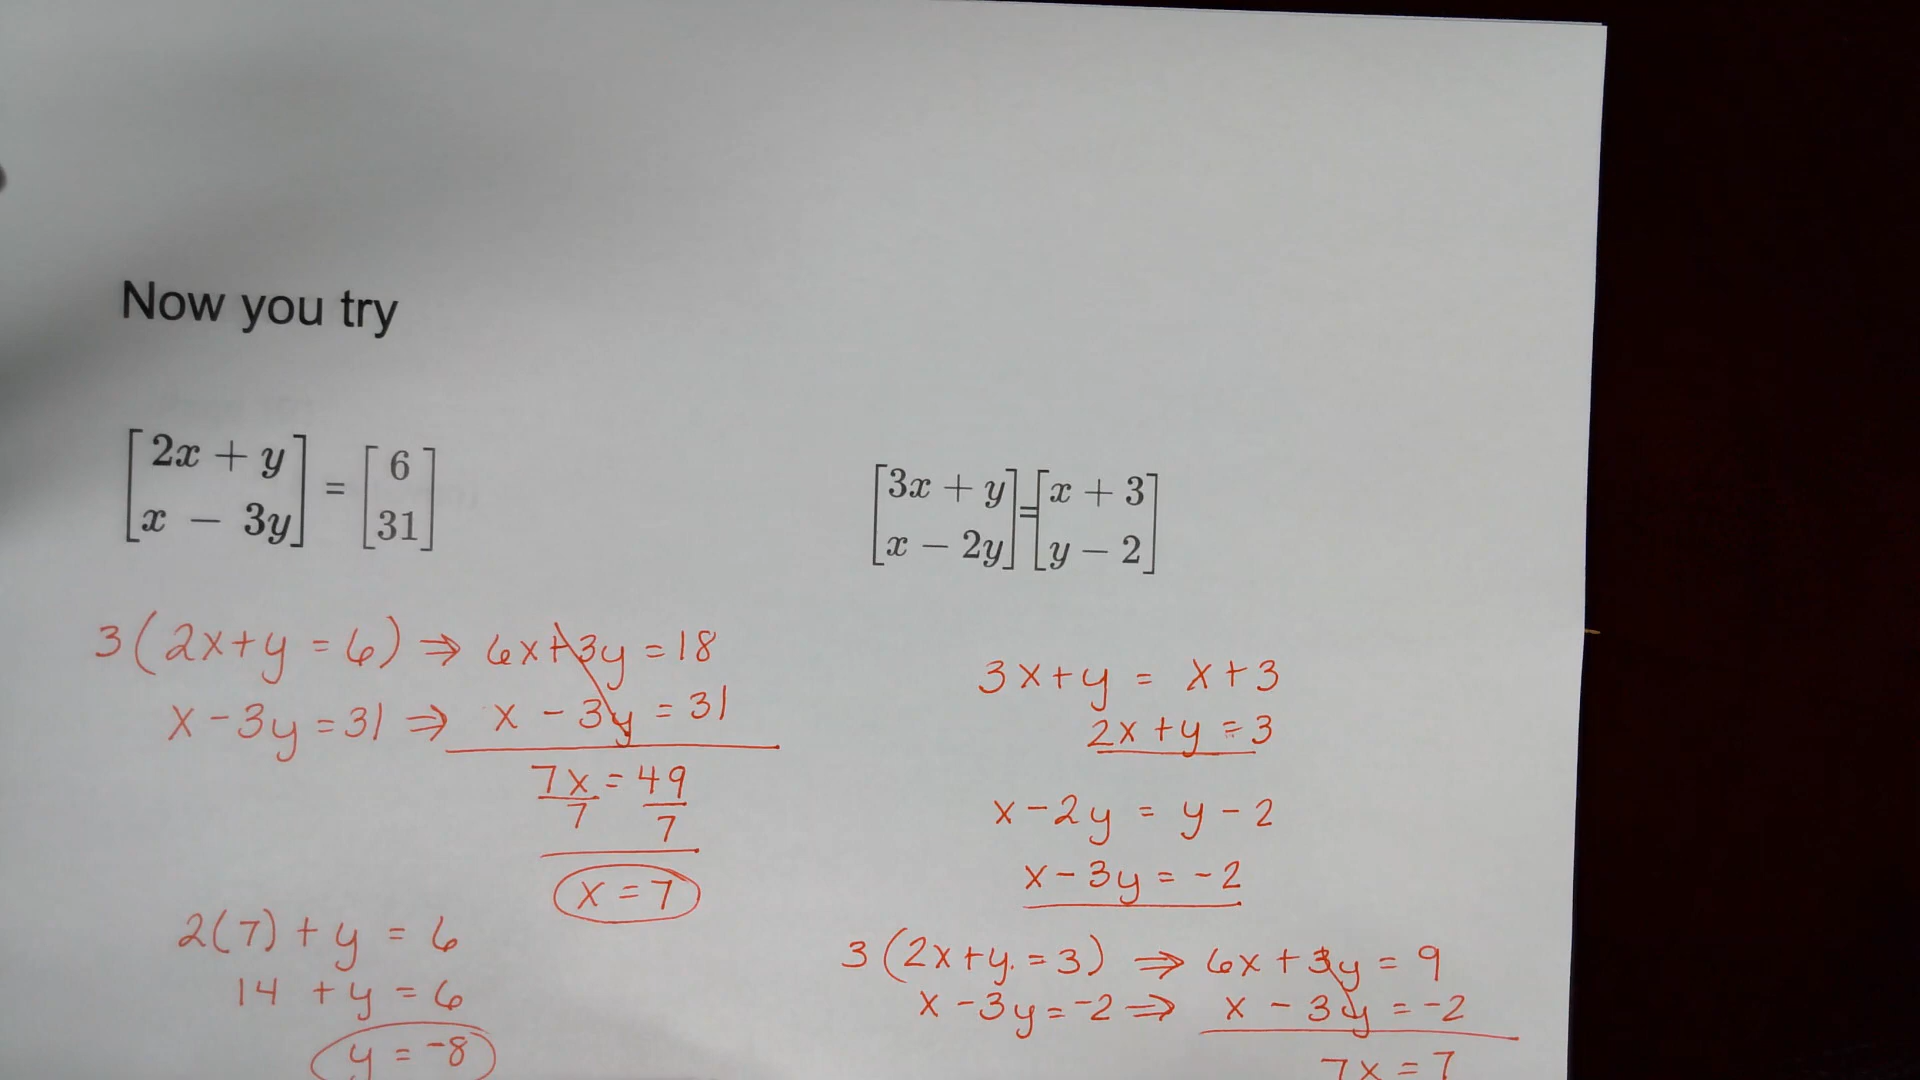 Now you try
[2x + y
x − 3y] = [6
31]
3(2x+y = 6) ⇒ 6x+3y = 18
x-3y = 31 ⇒ x - 3y = 31
7x = 49
7 7
x = 7
2(7) + y = 6
14 + y = 6
y = -8
[3x + y
x − 2y] = [x + 3
y − 2]
3x+y = x+3
2x+y = 3
x-2y = y-2
x-3y = -2
3(2x+y = 3) ⇒ 6x+3y = 9
x-3y = -2 ⇒ x - 3y = -2
7x = 7